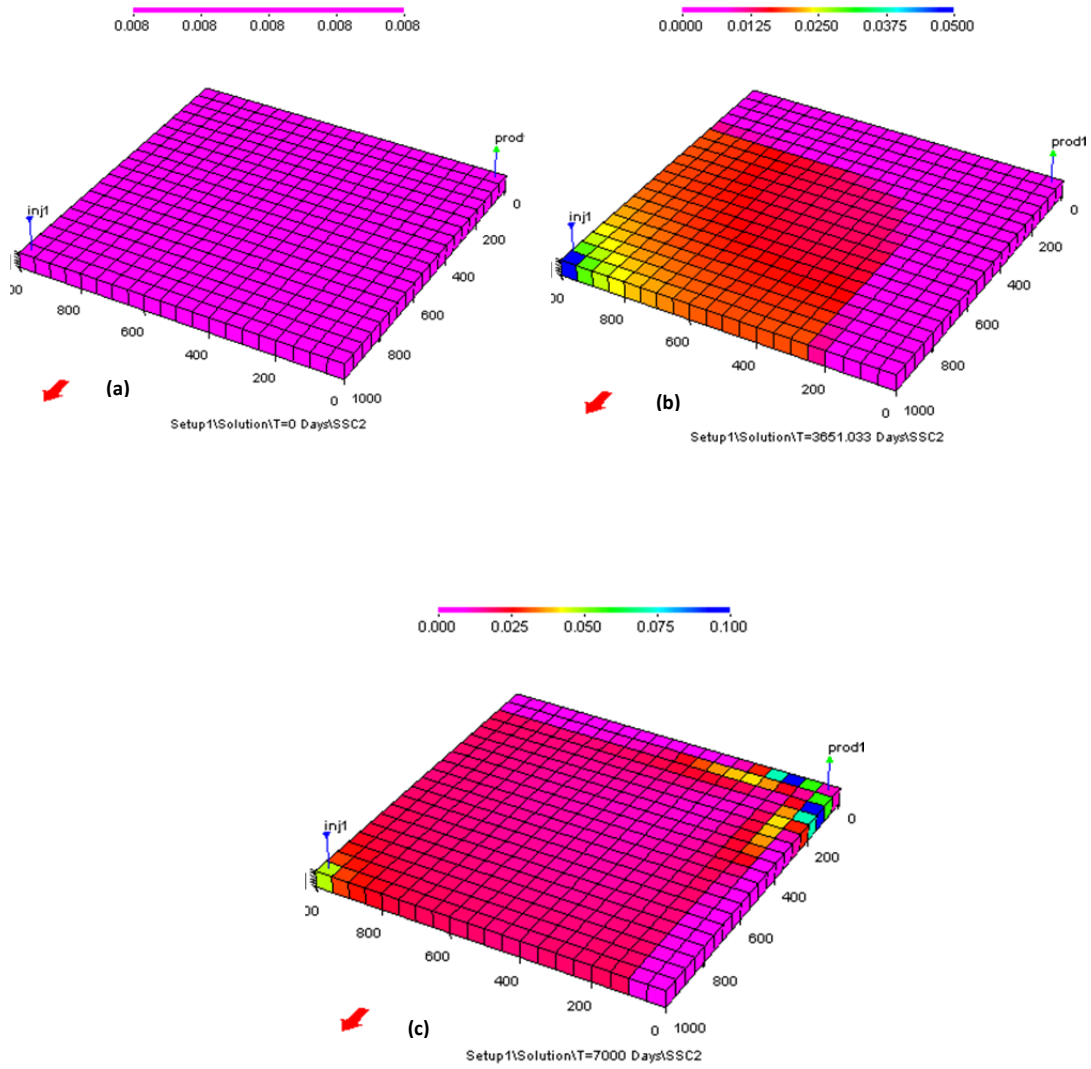 0.008 0.008 0.008 0.008 0.008
prod
inj1
0
200
400
600
800
00 800 600 400 200 0 1000
(a)
Setup1\Solution\T=0 Days\SSC2
0.0000 0.0125 0.0250 0.0375 0.0500
prod1
inj1
0
200
400
600
800
00 800 600 400 200 0 1000
(b)
Setup1\Solution\T=3651.033 Days\SSC2
0.000 0.025 0.050 0.075 0.100
prod1
inj1
0
200
400
600
800
00 800 600 400 200 0 1000
(c)
Setup1\Solution\T=7000 Days\SSC2